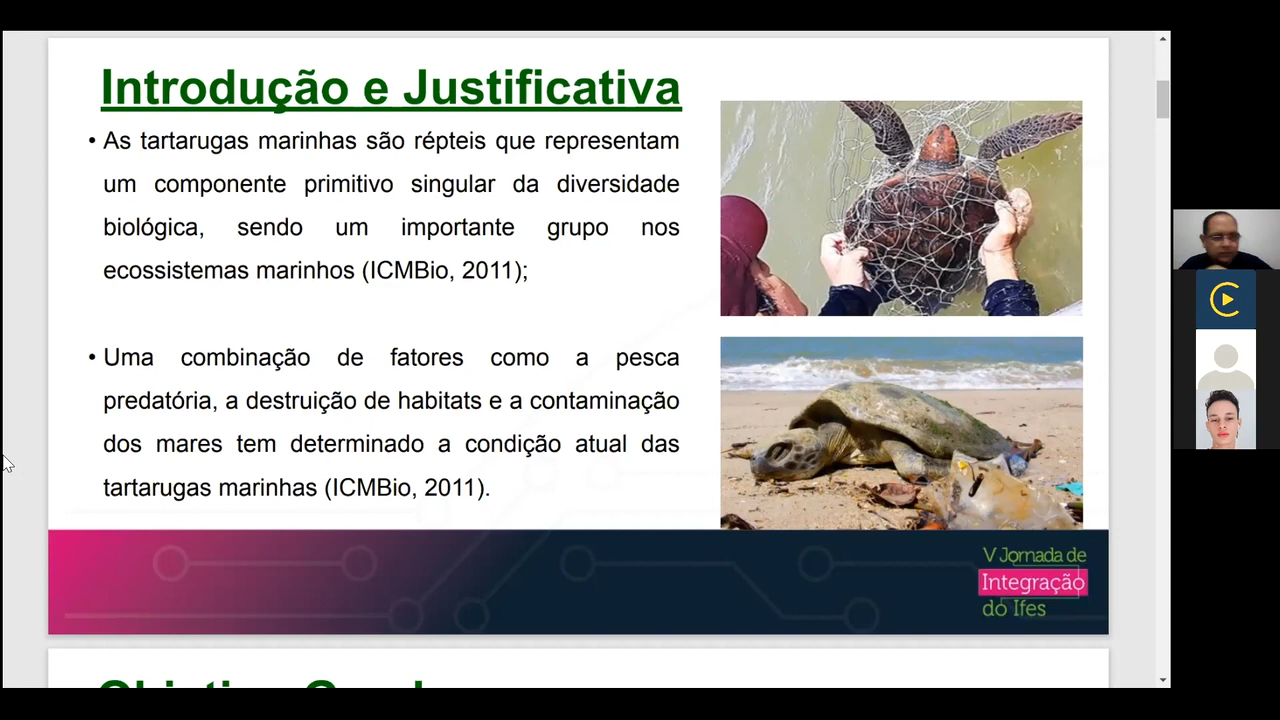 Introdução e Justificativa
• As tartarugas marinhas são répteis que representam
um componente primitivo singular da diversidade
biológica, sendo um importante grupo nos
ecossistemas marinhos (ICMBio, 2011);
• Uma combinação de fatores como a pesca
predatória, a destruição de habitats e a contaminação
dos mares tem determinado a condição atual das
tartarugas marinhas (ICMBio, 2011).
V Jornada de
Integração
do Ifes